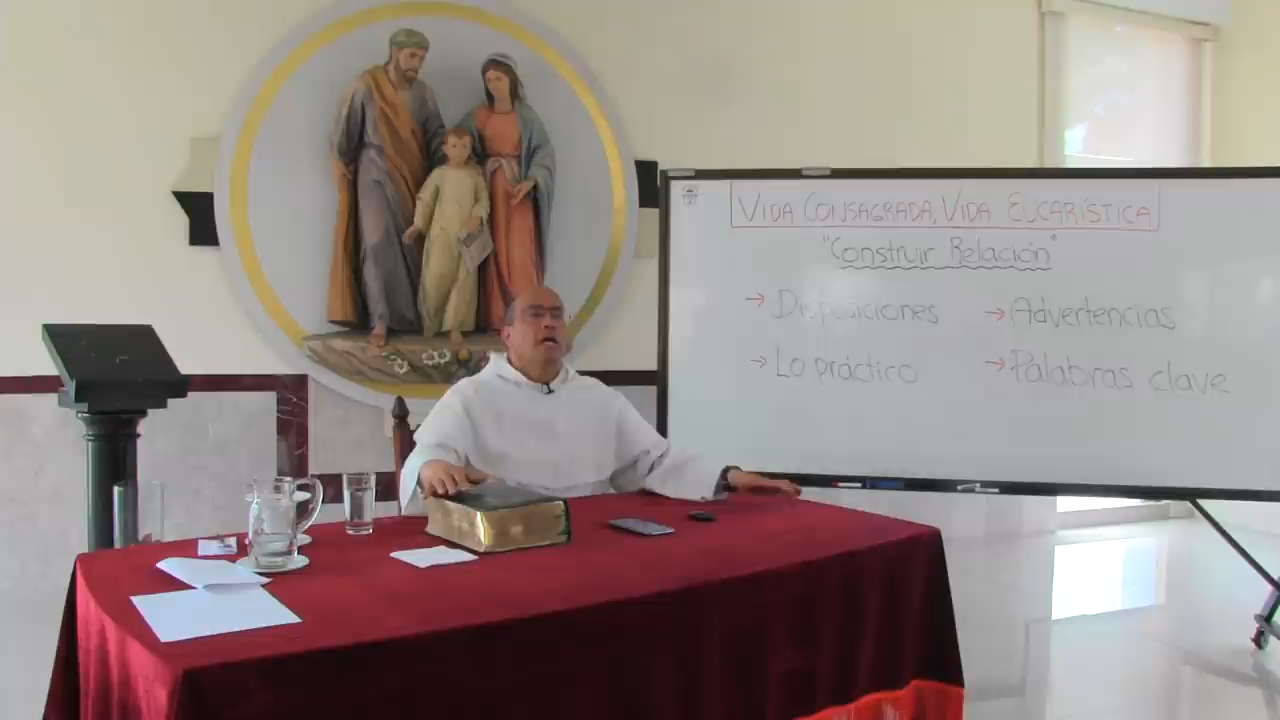 VIDA CONSAGRADA, VIDA EUCARÍSTICA
"Construir Relación"
→ Disposiciones → Advertencias
→ Lo práctico → Palabras clave